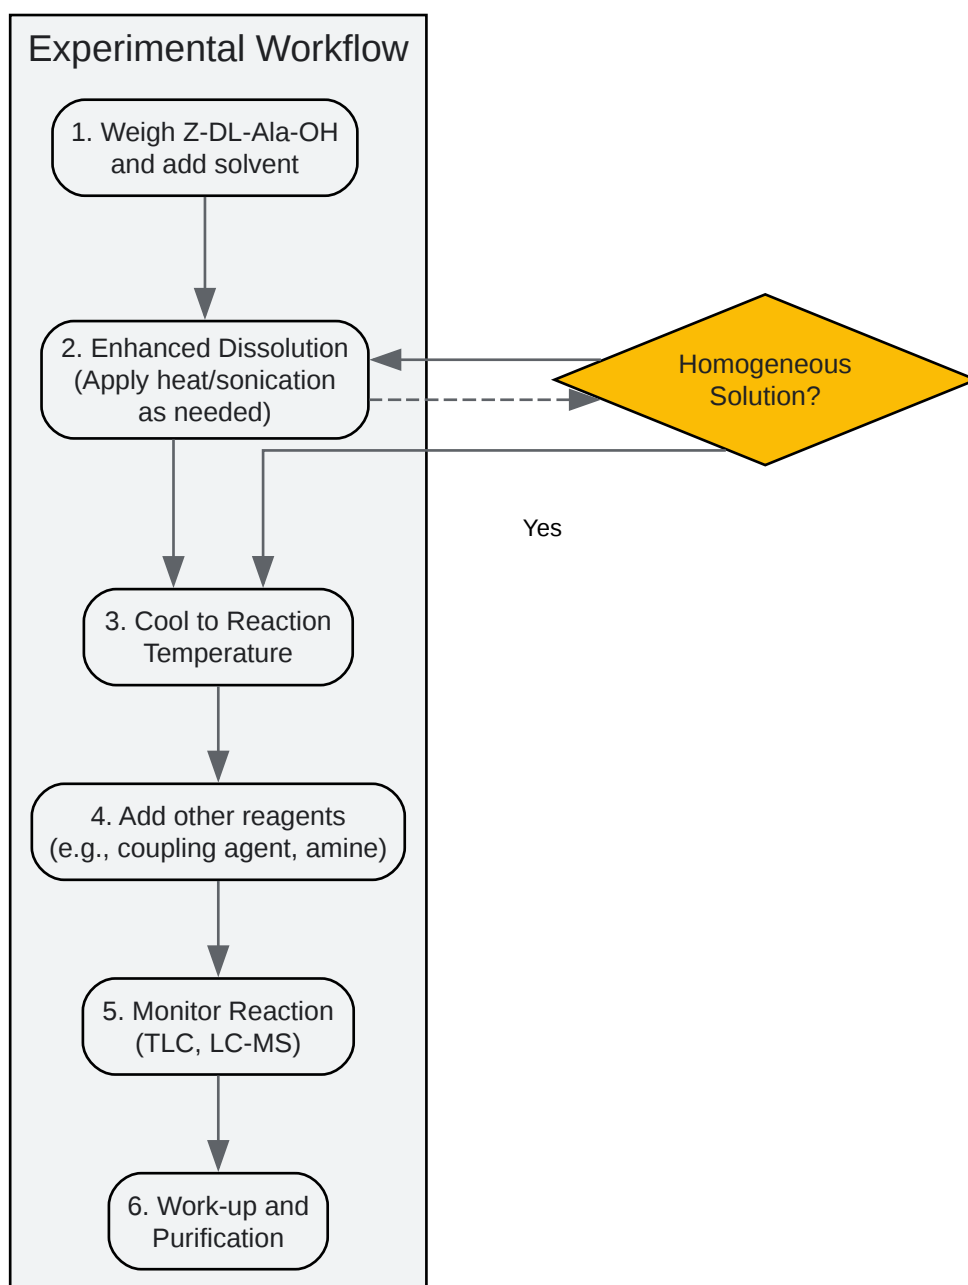 Experimental Workflow
1. Weigh Z-DL-Ala-OH
and add solvent
2. Enhanced Dissolution
(Apply heat/sonication
as needed)
Homogeneous
Solution?
Yes
3. Cool to Reaction
Temperature
4. Add other reagents
(e.g., coupling agent, amine)
5. Monitor Reaction
(TLC, LC-MS)
6. Work-up and
Purification